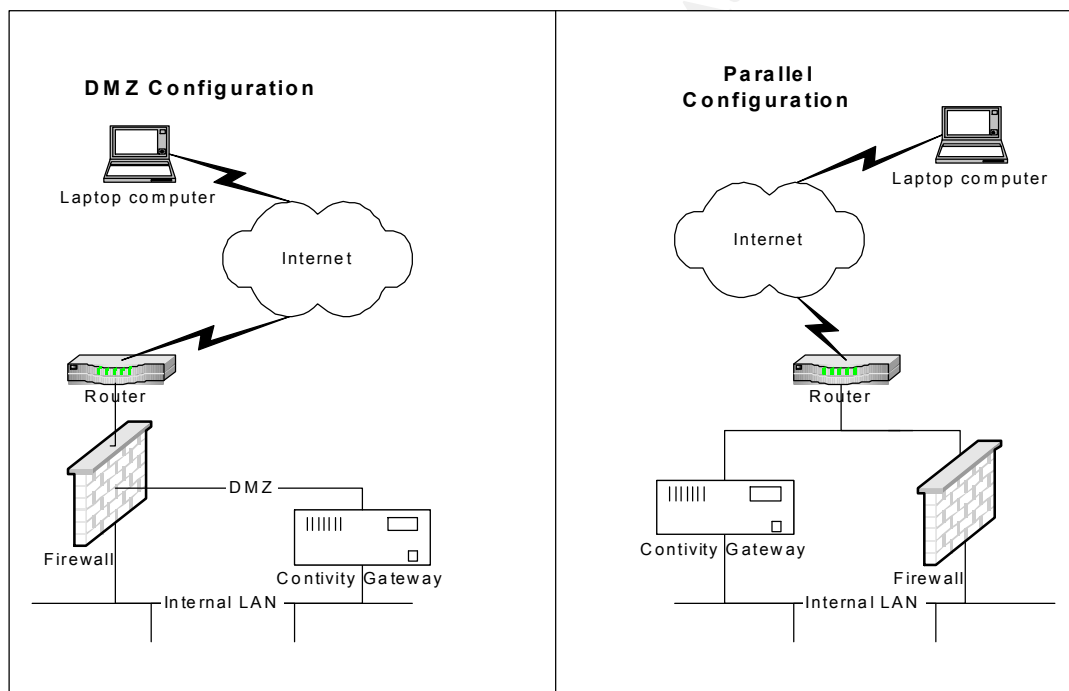 DMZ Configuration
Laptop computer
Internet
Router
DMZ
Firewall
Contivity Gateway
Internal LAN
Parallel
Configuration
Laptop computer
Internet
Router
Contivity Gateway
Firewall
Internal LAN